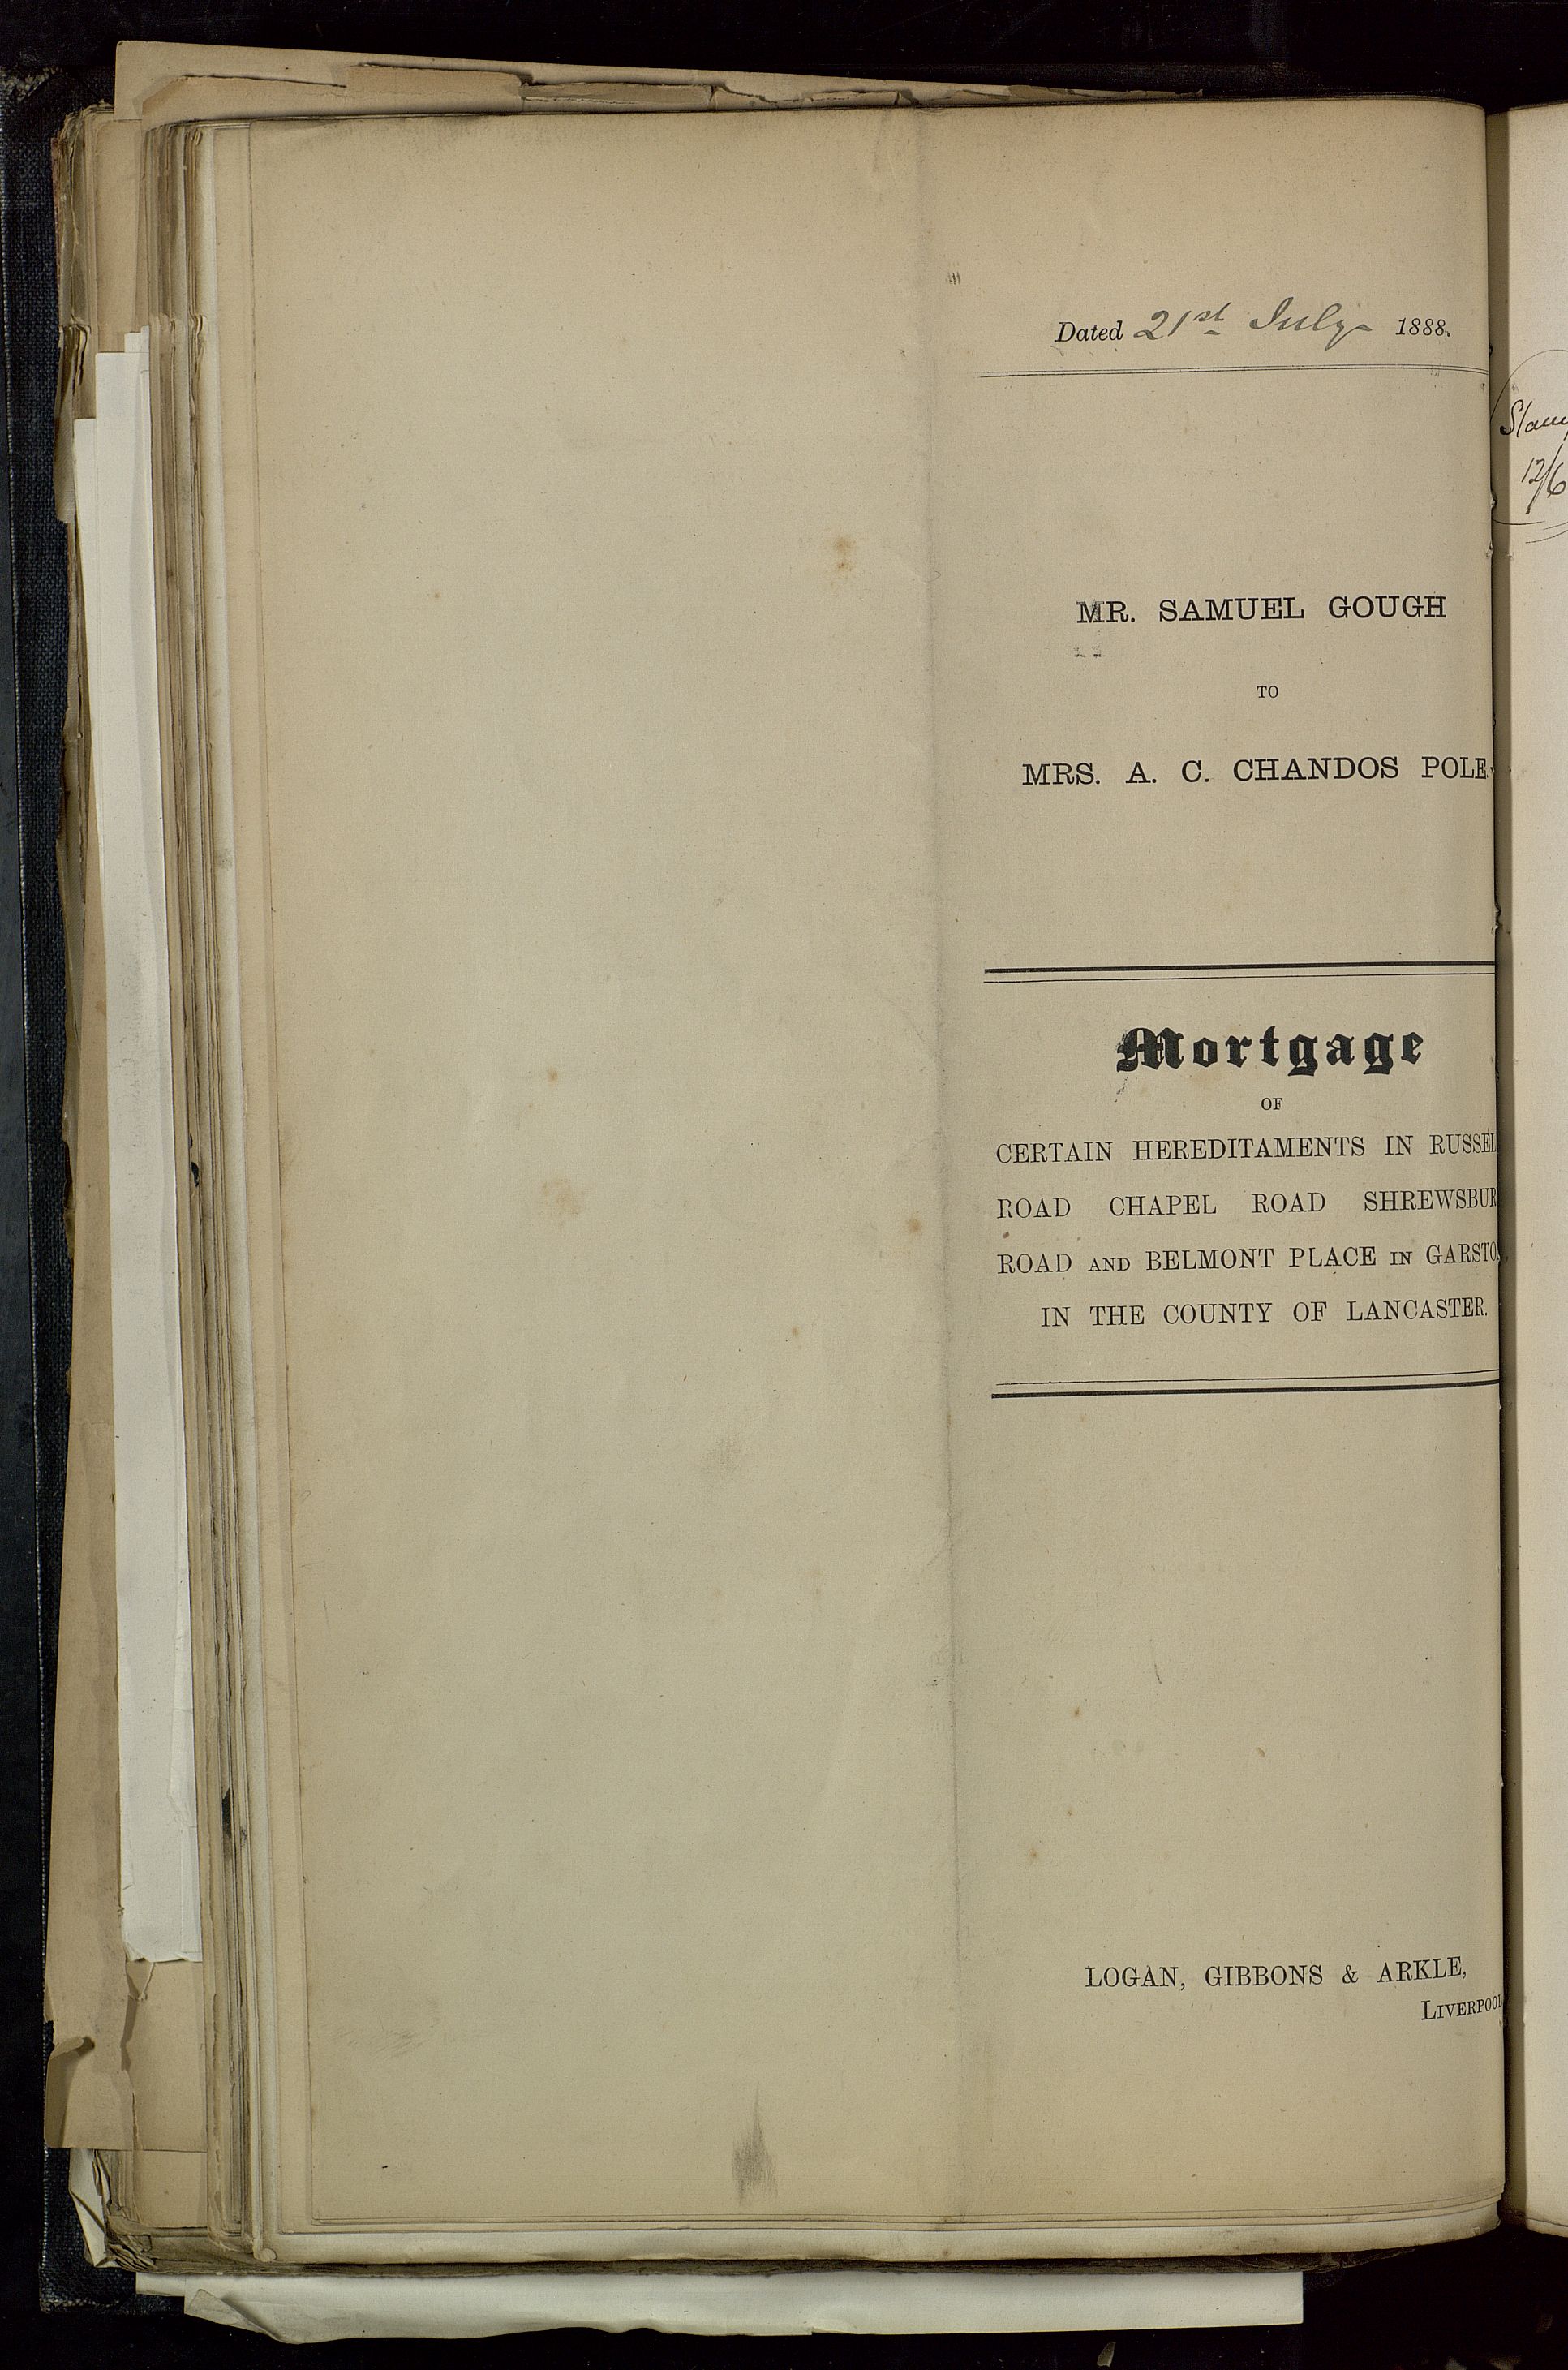 Dated 21st July 1888.
MR. SAMUEL GOUGH
TO
MRS. A. C. CHANDOS POLE.
Mortgage
OF
CERTAIN HEREDITAMENTS IN RUSSEL
ROAD CHAPEL ROAD SHREWSBUR
ROAD AND BELMONT PLACE IN GARSTO
IN THE COUNTY OF LANCASTER.
LOGAN, GIBBONS & ARKLE,
LIVERPOOL
12/6